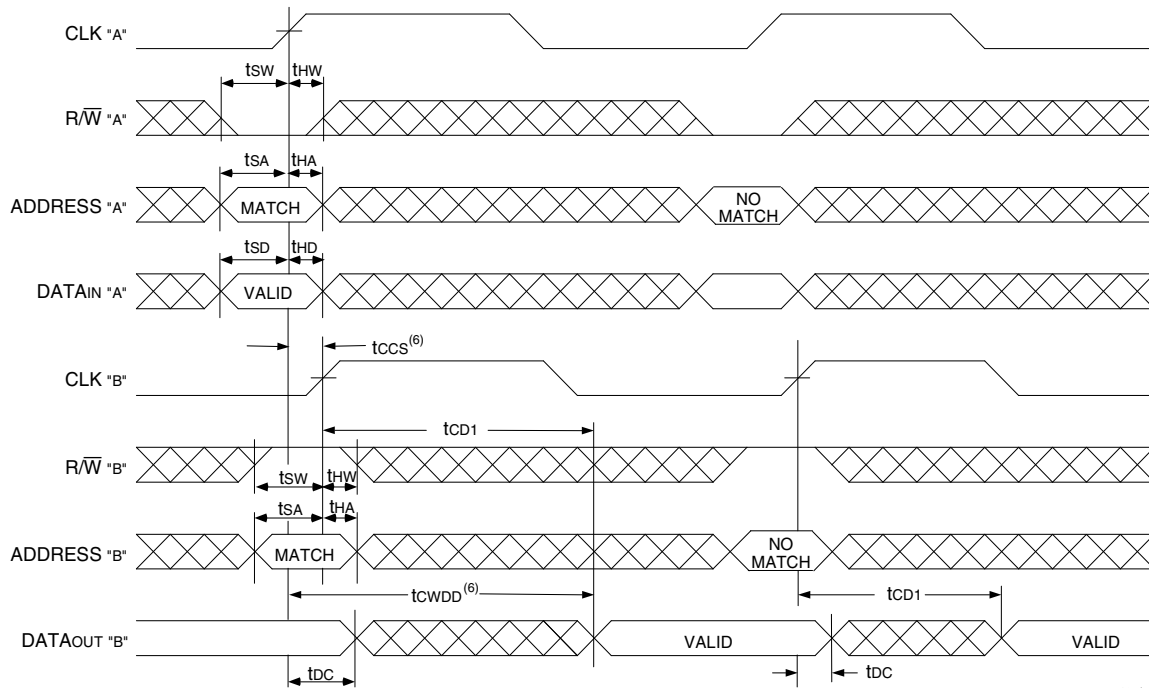 CLK "A"
tSW tHW
R/W̅ "A"
tSA tHA
ADDRESS "A" MATCH NO MATCH
tSD tHD
DATAIN "A" VALID
tCCS(6)
CLK "B"
tCD1
R/W̅ "B"
tSW tHW
tSA tHA
ADDRESS "B" MATCH NO MATCH
tCWDD(6) tCD1
DATAOUT "B" VALID VALID
tDC tDC